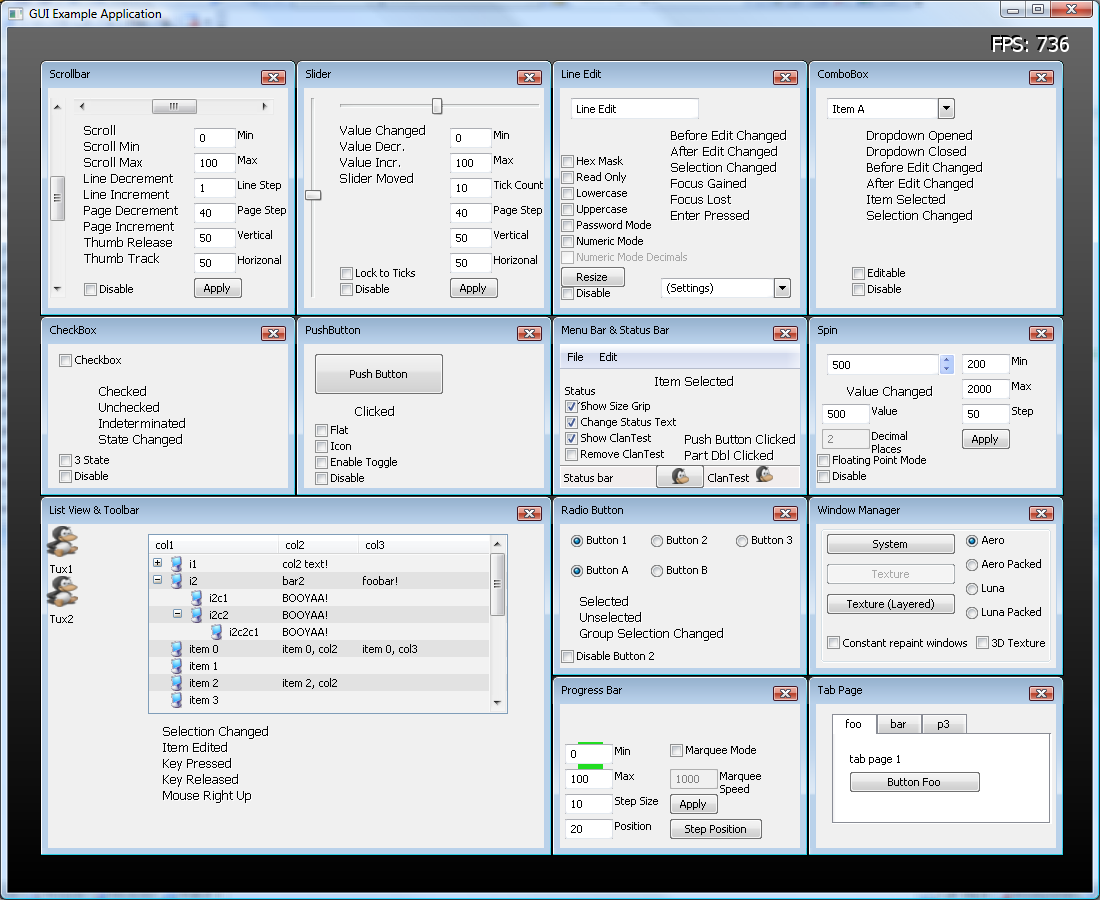 GUI Example Application
FPS: 736
Scrollbar
Scroll
Scroll Min
Scroll Max
Line Decrement
Line Increment
Page Decrement
Page Increment
Thumb Release
Thumb Track
0 Min
100 Max
1 Line Step
40 Page Step
50 Vertical
50 Horizonal
Disable
Apply
Slider
Value Changed
Value Decr.
Value Incr.
Slider Moved
0 Min
100 Max
10 Tick Count
40 Page Step
50 Vertical
50 Horizonal
Lock to Ticks
Disable
Apply
Line Edit
Line Edit
Before Edit Changed
After Edit Changed
Selection Changed
Focus Gained
Focus Lost
Enter Pressed
Hex Mask
Read Only
Lowercase
Uppercase
Password Mode
Numeric Mode
Numeric Mode Decimals
Resize
Disable
(Settings)
ComboBox
Item A
Dropdown Opened
Dropdown Closed
Before Edit Changed
After Edit Changed
Item Selected
Selection Changed
Editable
Disable
CheckBox
Checkbox
Checked
Unchecked
Indeterminated
State Changed
3 State
Disable
PushButton
Push Button
Clicked
Flat
Icon
Enable Toggle
Disable
Menu Bar & Status Bar
File Edit
Item Selected
Status
Show Size Grip
Change Status Text
Show ClanTest
Remove ClanTest
Push Button Clicked
Part Dbl Clicked
Status bar
ClanTest
Spin
500
Value Changed
500 Value
2 Decimal
Places
200 Min
2000 Max
50 Step
Apply
Floating Point Mode
Disable
List View & Toolbar
Tux1
Tux2
col1 col2 col3
i1 col2 text!
i2 bar2 foobar!
i2c1 BOOYAA!
i2c2 BOOYAA!
i2c2c1 BOOYAA!
item 0 item 0, col2 item 0, col3
item 1
item 2 item 2, col2
item 3
Selection Changed
Item Edited
Key Pressed
Key Released
Mouse Right Up
Radio Button
Button 1 Button 2 Button 3
Button A Button B
Selected
Unselected
Group Selection Changed
Disable Button 2
Window Manager
System
Texture
Texture (Layered)
Aero
Aero Packed
Luna
Luna Packed
Constant repaint windows
3D Texture
Progress Bar
0 Min
100 Max
10 Step Size
20 Position
Marquee Mode
1000 Marquee
Speed
Apply
Step Position
Tab Page
foo bar p3
tab page 1
Button Foo